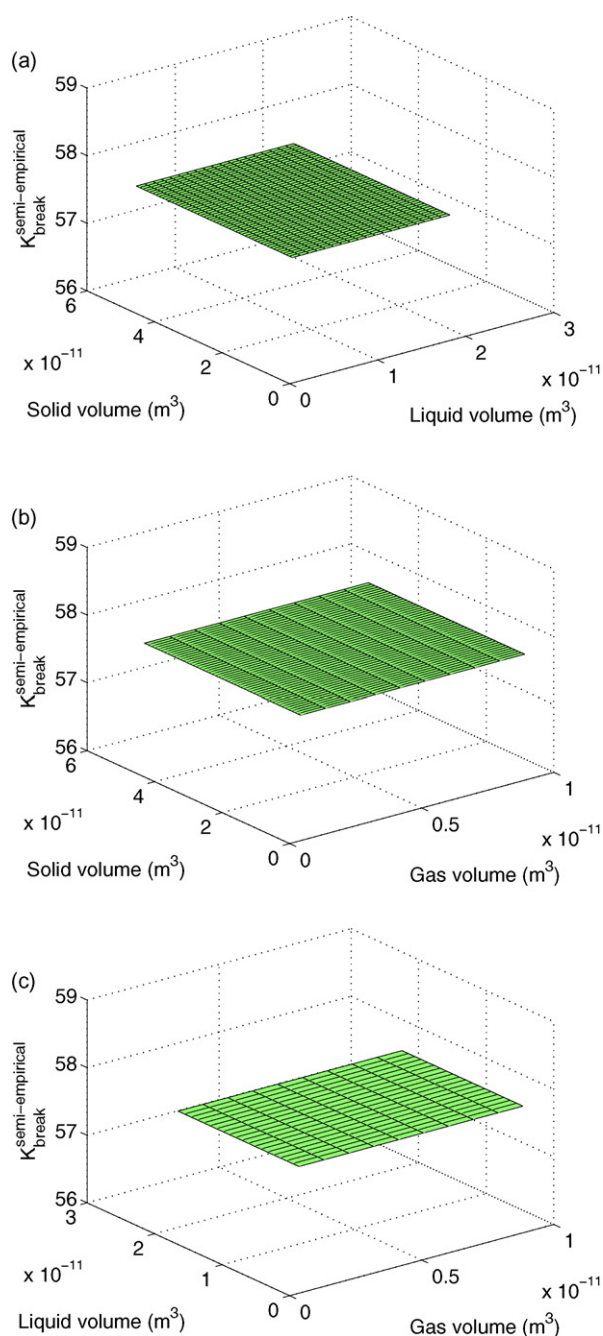 (a)
59
58
57
56
K_break^semi−empirical
6
4
2
0
x 10^−11
Solid volume (m^3)
0
1
2
3
x 10^−11
Liquid volume (m^3)
(b)
59
58
57
56
K_break^semi−empirical
6
4
2
0
x 10^−11
Solid volume (m^3)
0
0.5
1
x 10^−11
Gas volume (m^3)
(c)
59
58
57
56
K_break^semi−empirical
3
2
1
0
x 10^−11
Liquid volume (m^3)
0
0.5
1
x 10^−11
Gas volume (m^3)